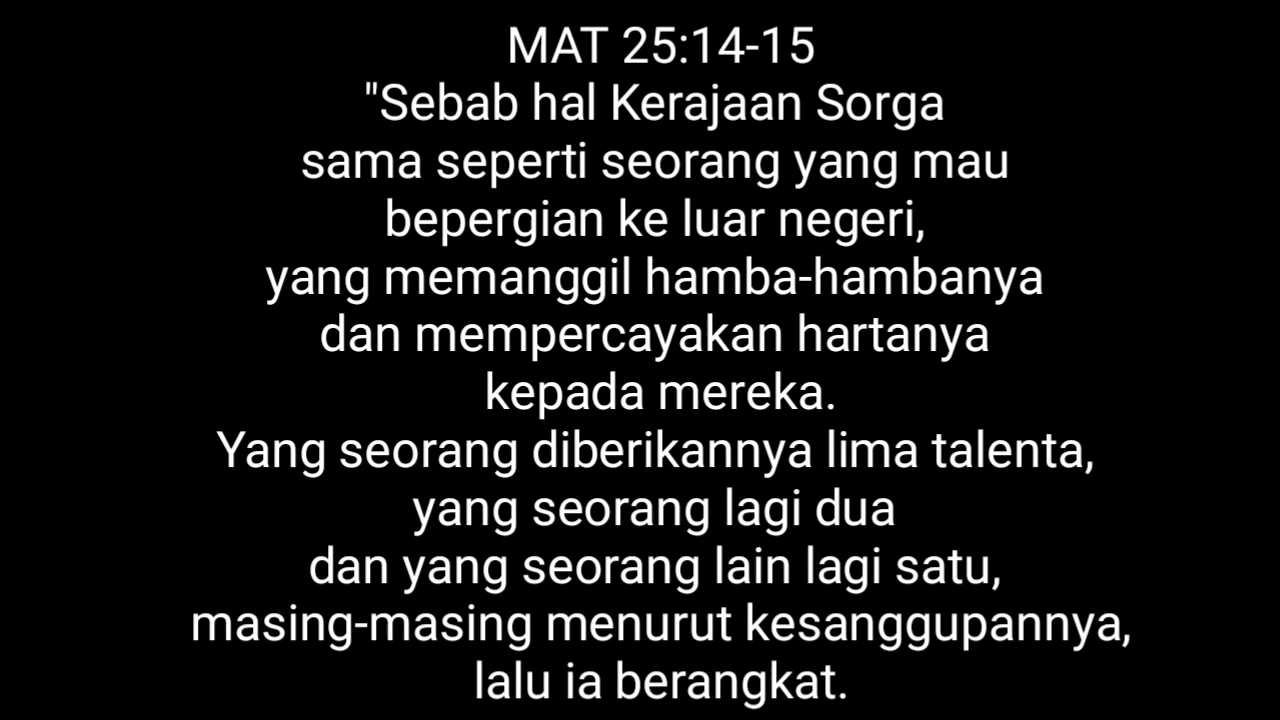 MAT 25:14-15
"Sebab hal Kerajaan Sorga
sama seperti seorang yang mau
bepergian ke luar negeri,
yang memanggil hamba-hambanya
dan mempercayakan hartanya
kepada mereka.
Yang seorang diberikannya lima talenta,
yang seorang lagi dua
dan yang seorang lain lagi satu,
masing-masing menurut kesanggupannya,
lalu ia berangkat.